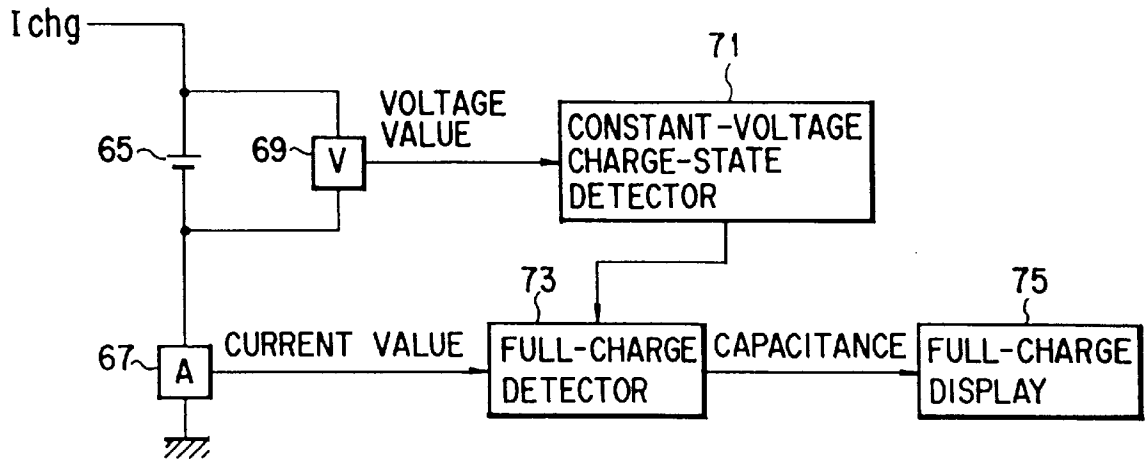 Ichg
71
VOLTAGE
VALUE
65
69
V
CONSTANT-VOLTAGE
CHARGE-STATE
DETECTOR
73
75
67
A
CURRENT VALUE
FULL-CHARGE
DETECTOR
CAPACITANCE
FULL-CHARGE
DISPLAY